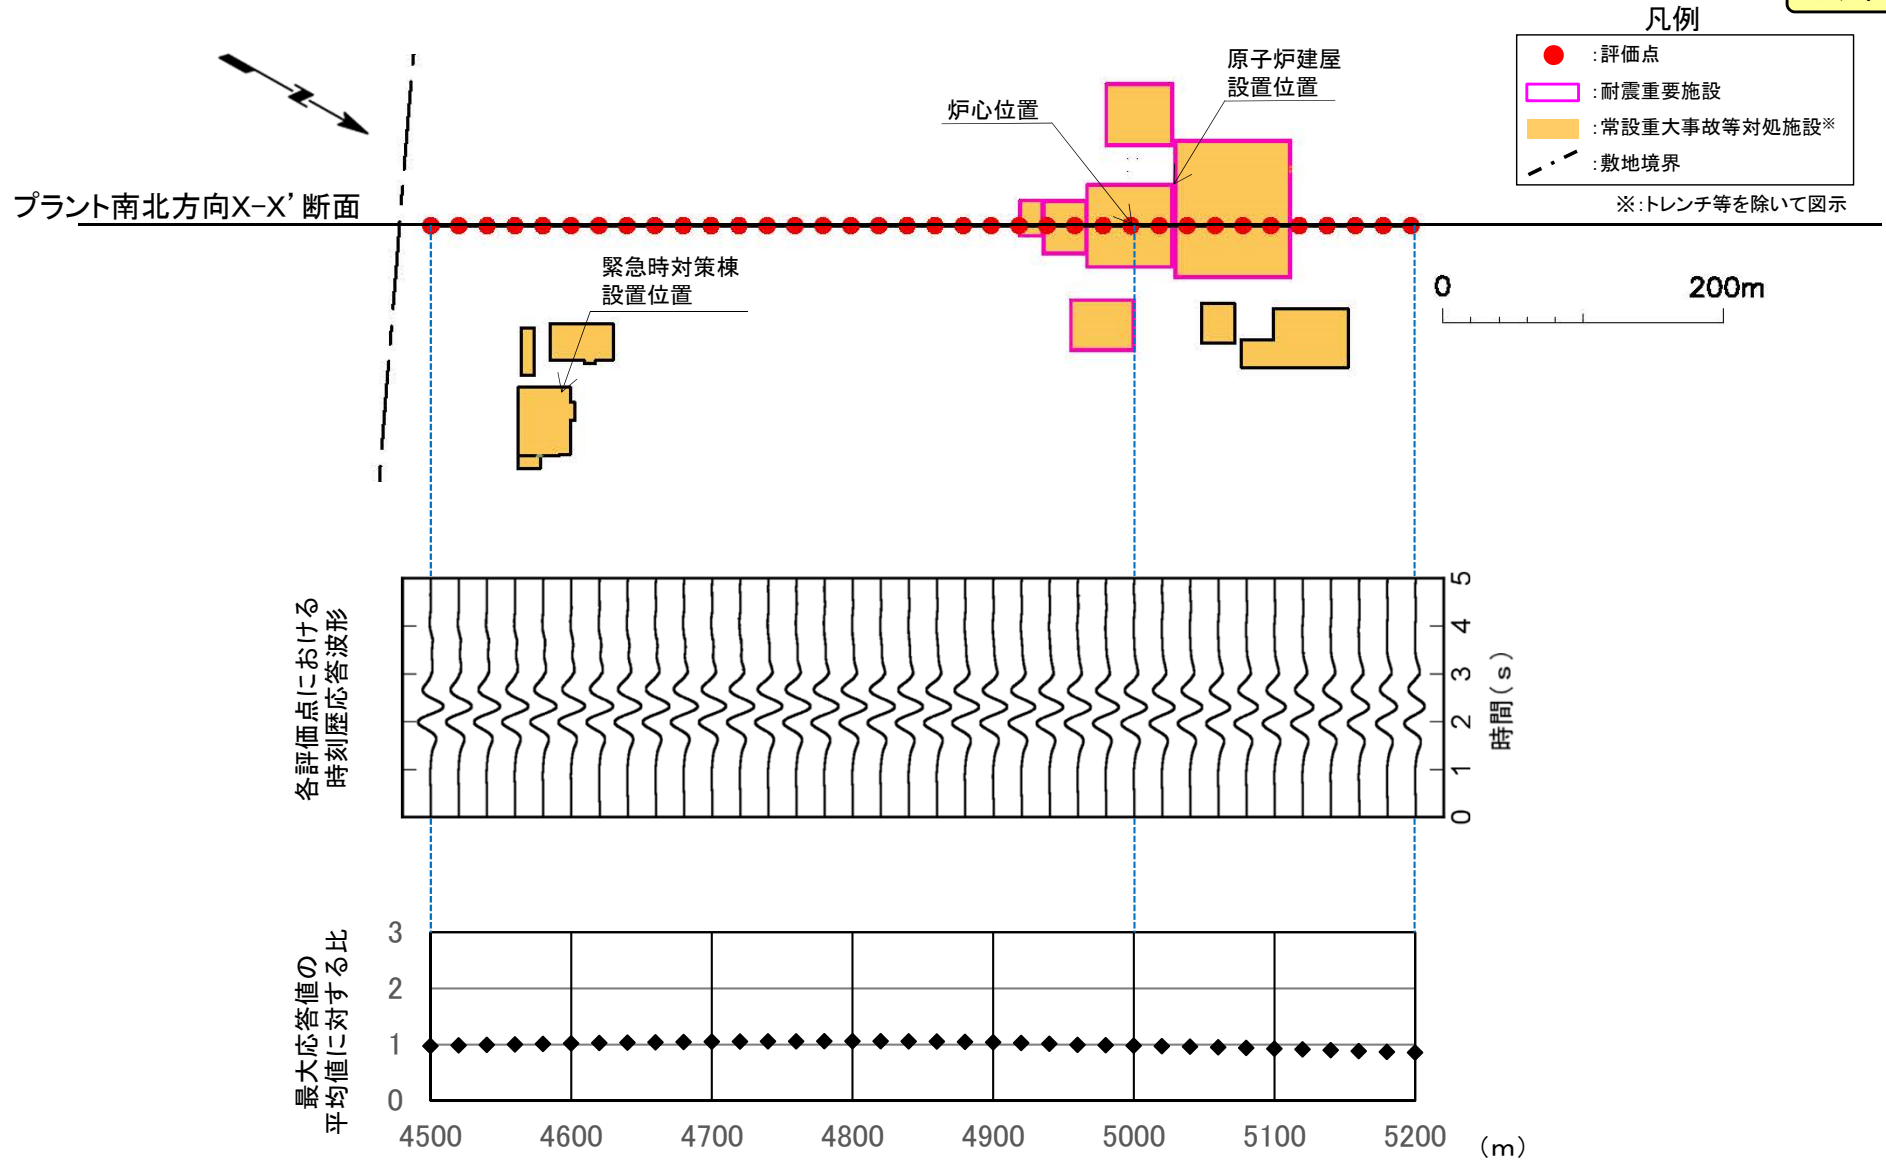 凡例
:評価点
:耐震重要施設
:常設重大事故等対処施設※
:敷地境界
※:トレンチ等を除いて図示
原子炉建屋
設置位置
炉心位置
プラント南北方向X-X’断面
緊急時対策棟
設置位置
0 200m
各評価点における
時刻歴応答波形
5
4
3
2
1
0
時間(s)
最大応答値の
平均値に対する比
3
2
1
0
4500 4600 4700 4800 4900 5000 5100 5200 (m)